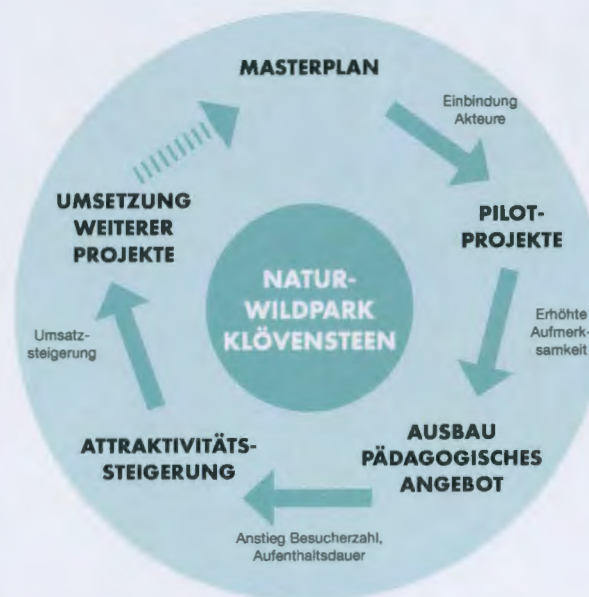 MASTERPLAN
Einbindung
Akteure
PILOT-
PROJEKTE
Erhöhte
Aufmerk-
samkeit
AUSBAU
PÄDAGOGISCHES
ANGEBOT
Anstieg Besucherzahl,
Aufenthaltsdauer
ATTRAKTIVITÄTS-
STEIGERUNG
Umsatz-
steigerung
UMSETZUNG
WEITERER
PROJEKTE
NATUR-
WILDPARK
KLÖVENSTEEN